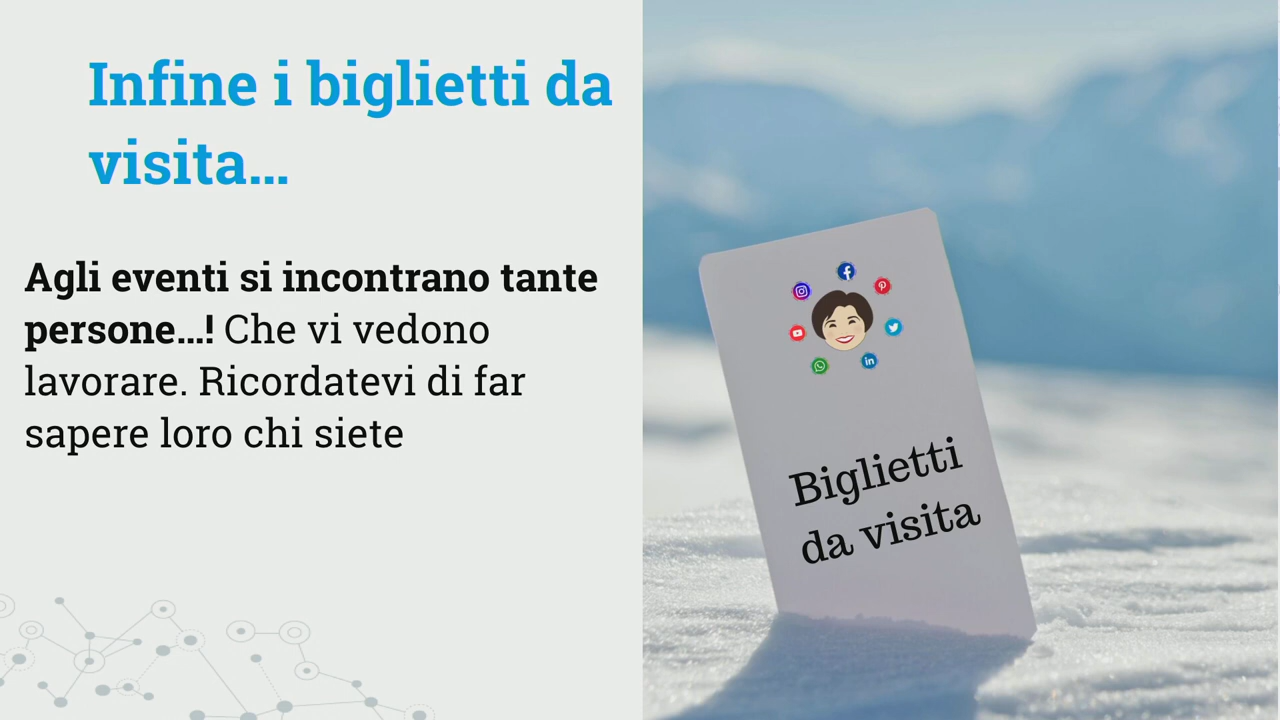 Infine i biglietti da
visita...
Agli eventi si incontrano tante
persone...! Che vi vedono
lavorare. Ricordatevi di far
sapere loro chi siete
Biglietti
da visita